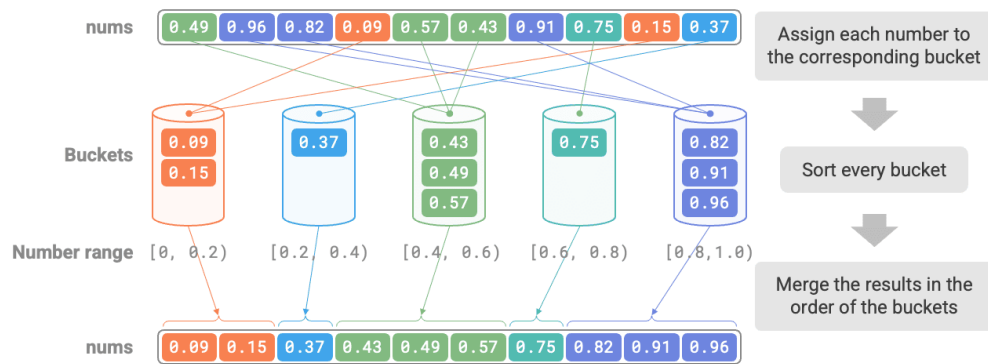 nums 0.49 0.96 0.82 0.09 0.57 0.43 0.91 0.75 0.15 0.37
Assign each number to
the corresponding bucket
Buckets
0.09
0.15
0.37
0.43
0.49
0.57
0.75
0.82
0.91
0.96
Sort every bucket
Number range [0, 0.2) [0.2, 0.4) [0.4, 0.6) [0.6, 0.8) [0.8,1.0)
Merge the results in the
order of the buckets
nums 0.09 0.15 0.37 0.43 0.49 0.57 0.75 0.82 0.91 0.96